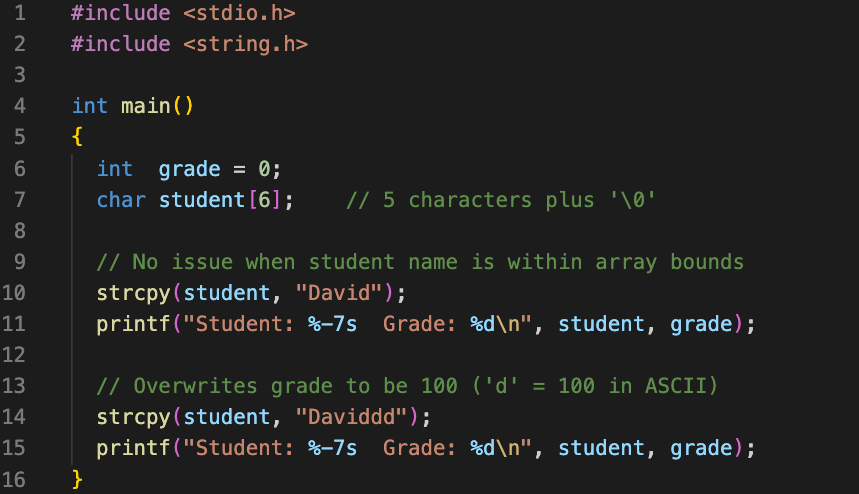 1 #include <stdio.h>
2 #include <string.h>
3
4 int main()
5 {
6   int  grade = 0;
7   char student[6];    // 5 characters plus '\0'
8
9   // No issue when student name is within array bounds
10   strcpy(student, "David");
11   printf("Student: %-7s  Grade: %d\n", student, grade);
12
13   // Overwrites grade to be 100 ('d' = 100 in ASCII)
14   strcpy(student, "Daviddd");
15   printf("Student: %-7s  Grade: %d\n", student, grade);
16 }